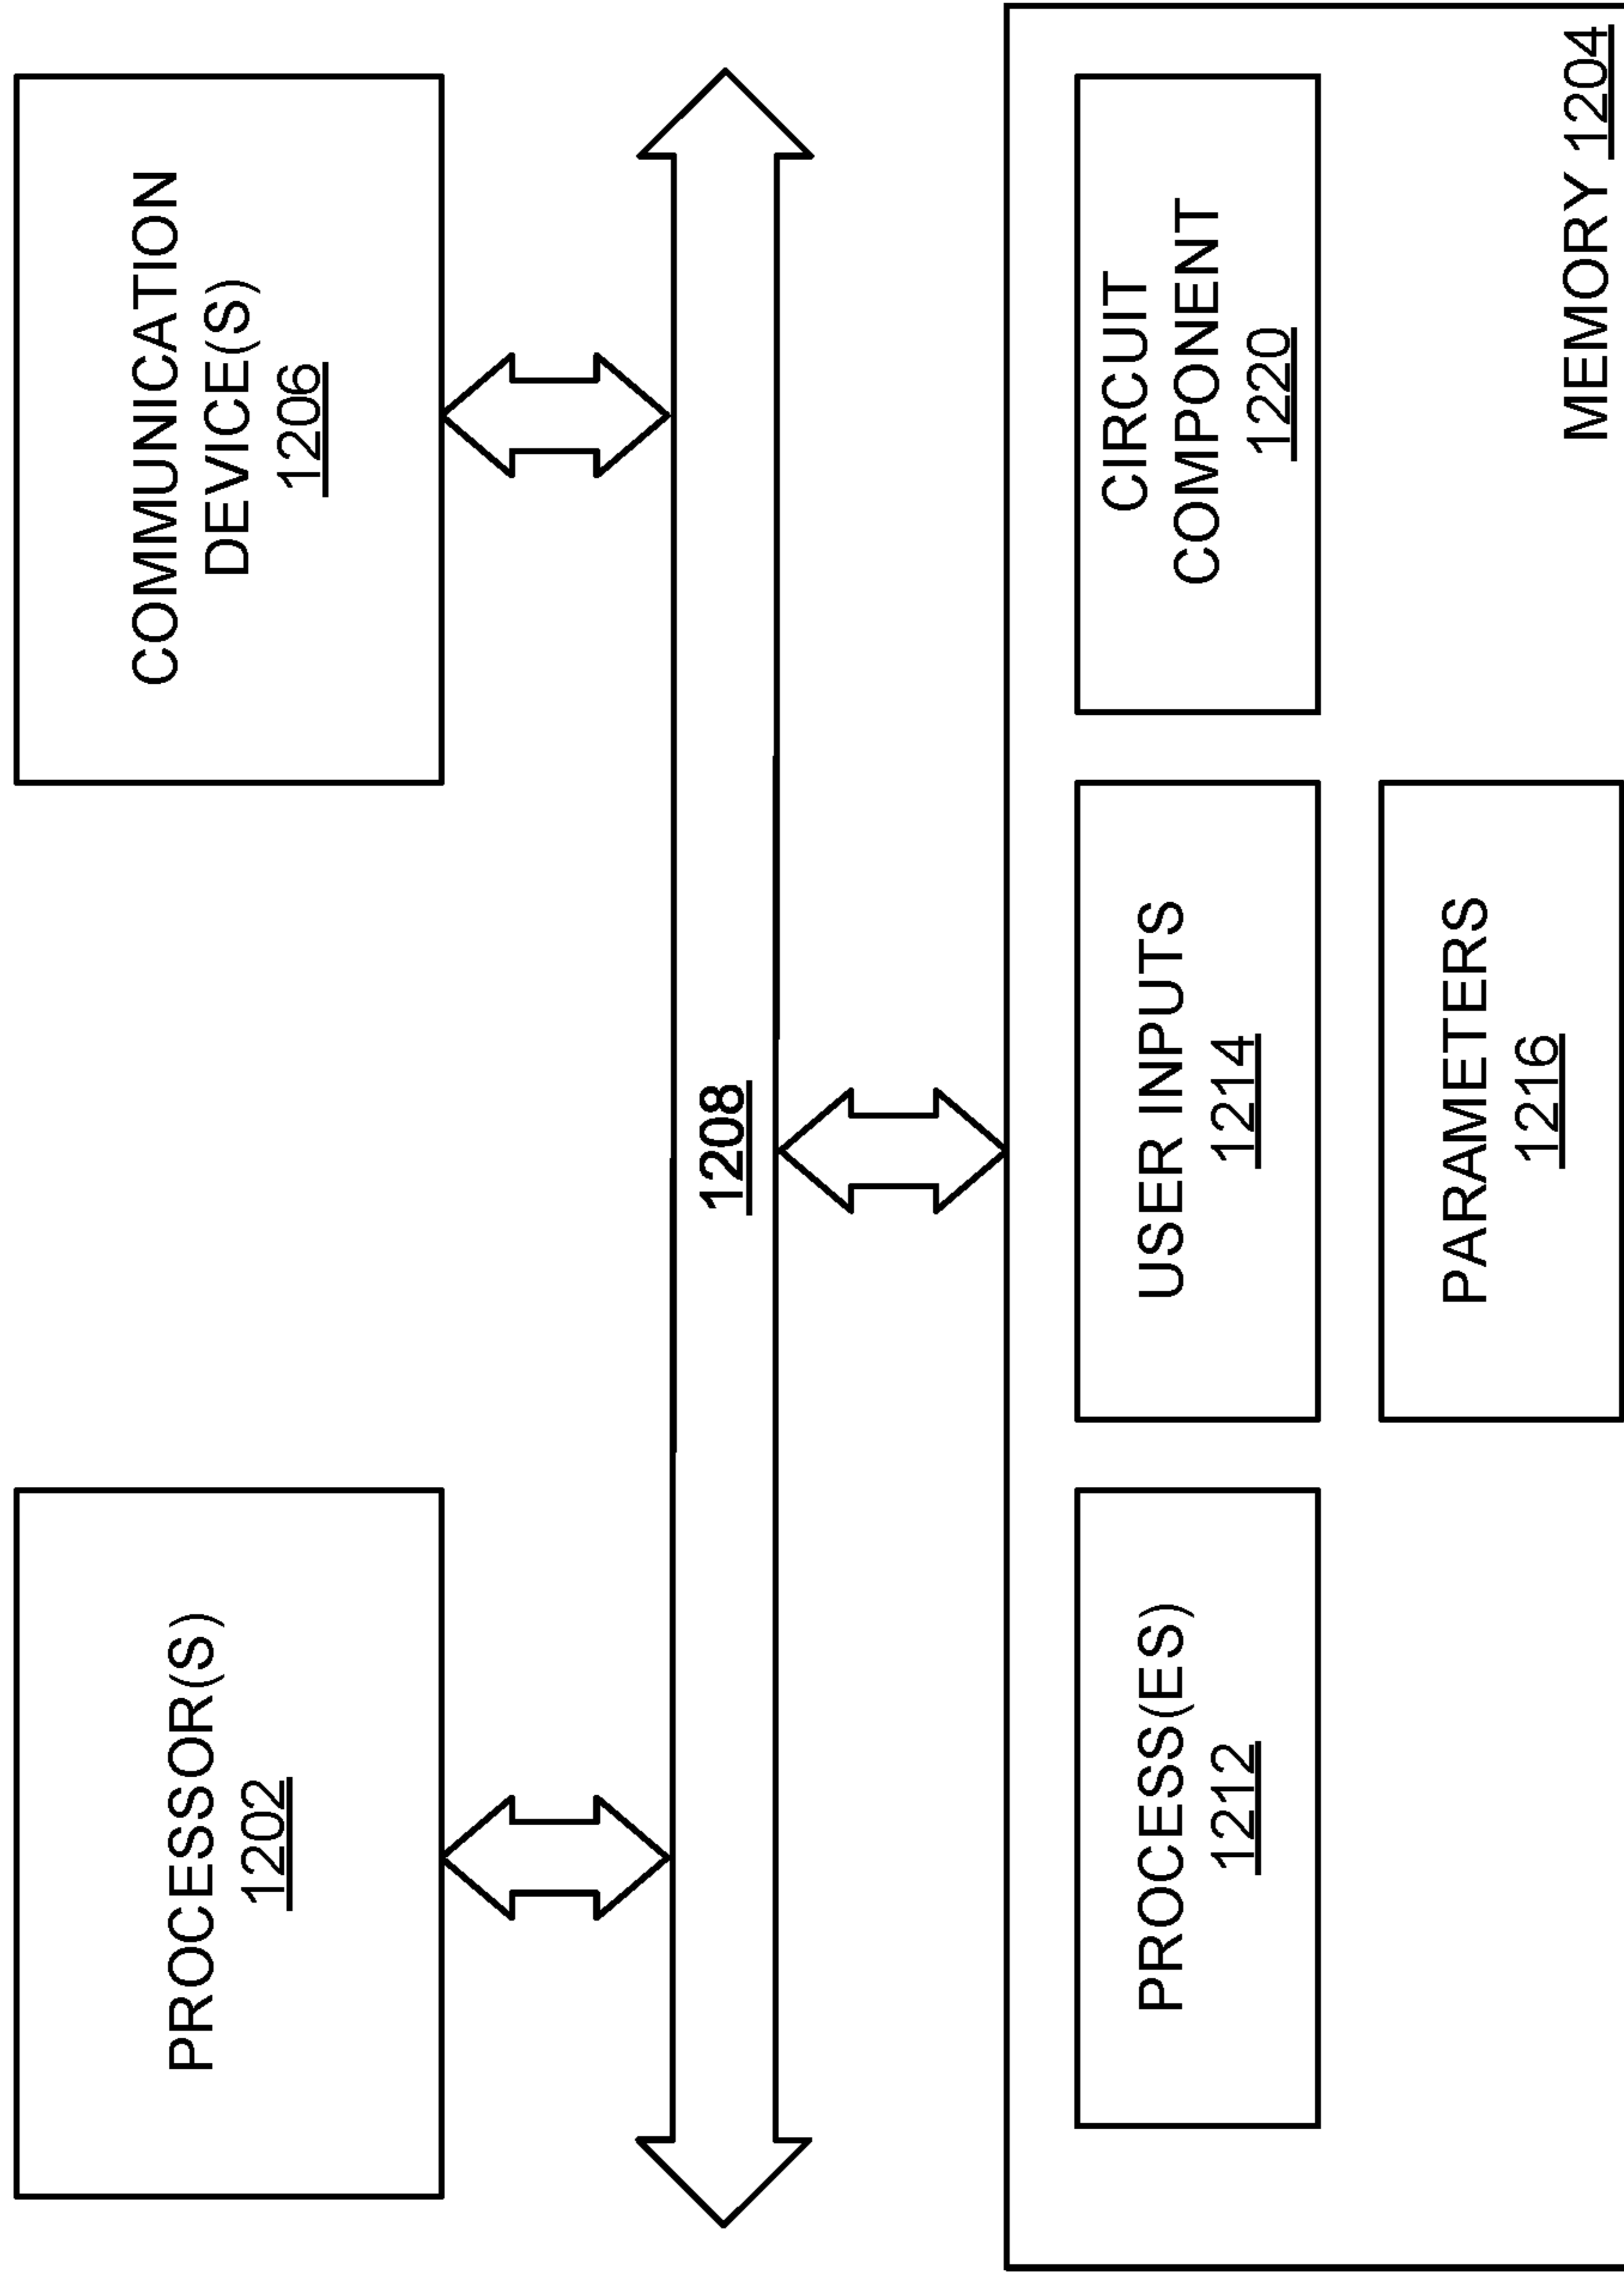 PROCESSOR(S)
1202
COMMUNICATION
DEVICE(S)
1206
1208
PROCESS(ES)
1212
USER INPUTS
1214
CIRCUIT
COMPONENT
1220
PARAMETERS
1216
MEMORY 1204